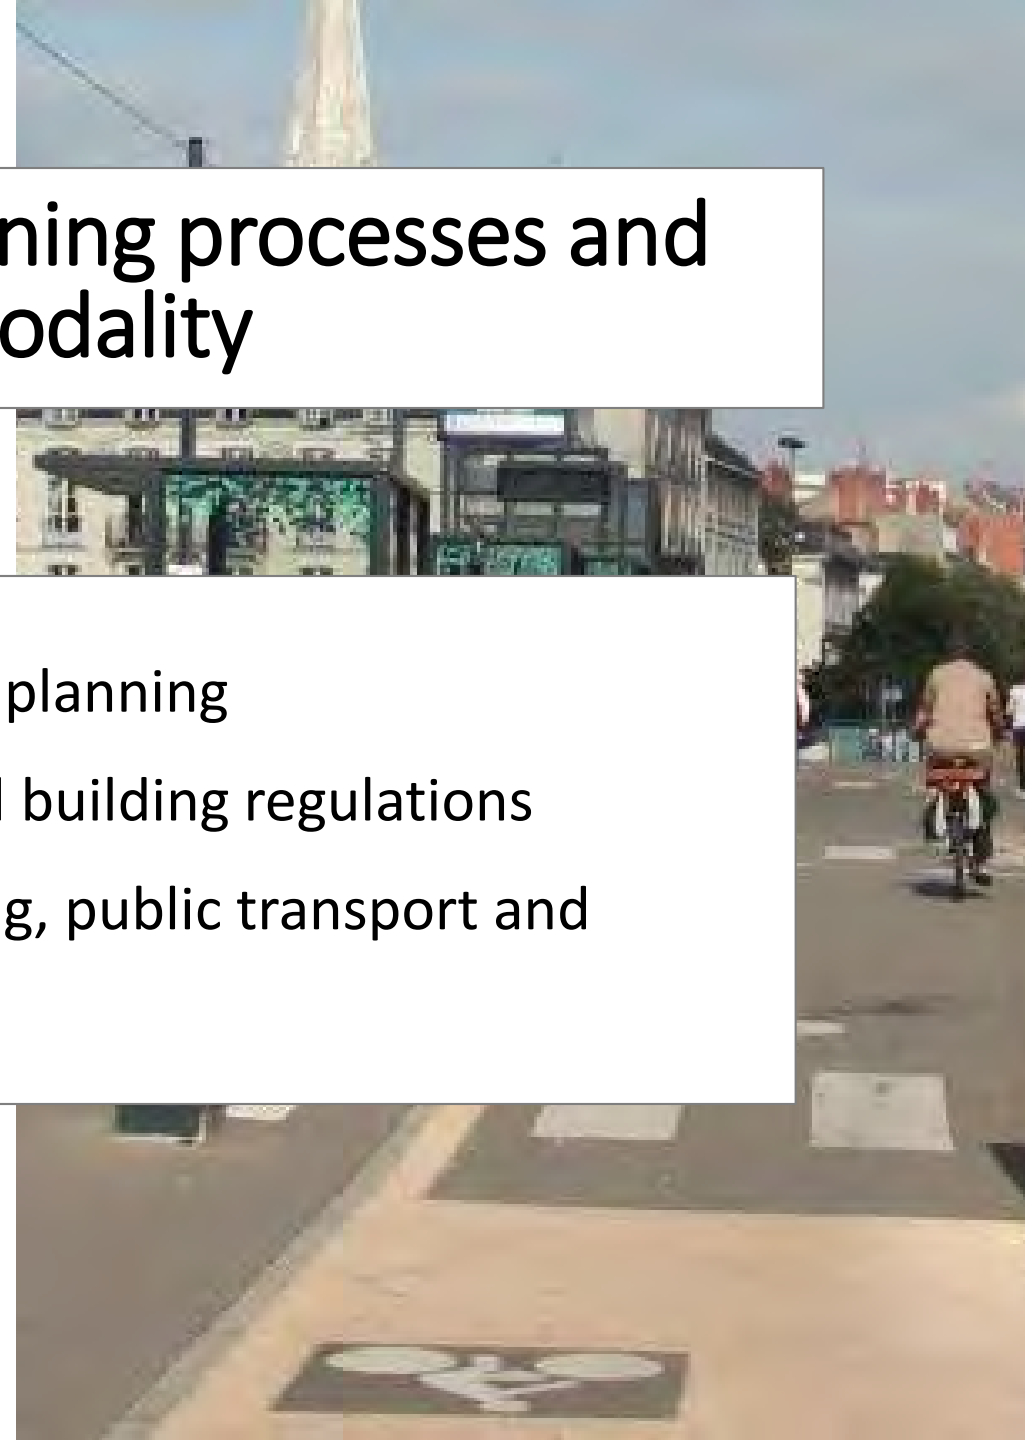 ning processes and
odality
planning
building regulations
g, public transport and